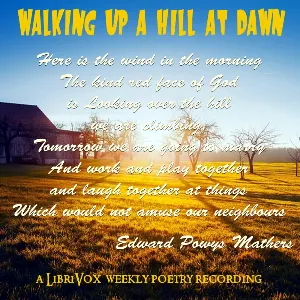 WALKING UP A HILL AT DAWN
Here is the wind in the morning
The kind red face of God
is Looking over the hill
we are climbing.
Tomorrow, we are going to marry
And work and play together
and laugh together at things
Which would not amuse our neighbours
Edward Powys Mathers
A LIBRIVOX WEEKLY POETRY RECORDING